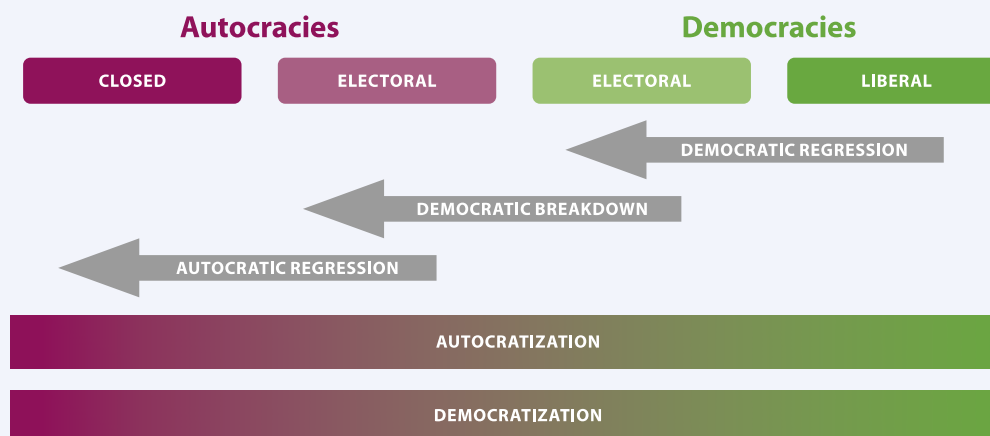 Autocracies
Democracies
CLOSED
ELECTORAL
ELECTORAL
LIBERAL
DEMOCRATIC REGRESSION
DEMOCRATIC BREAKDOWN
AUTOCRATIC REGRESSION
AUTOCRATIZATION
DEMOCRATIZATION